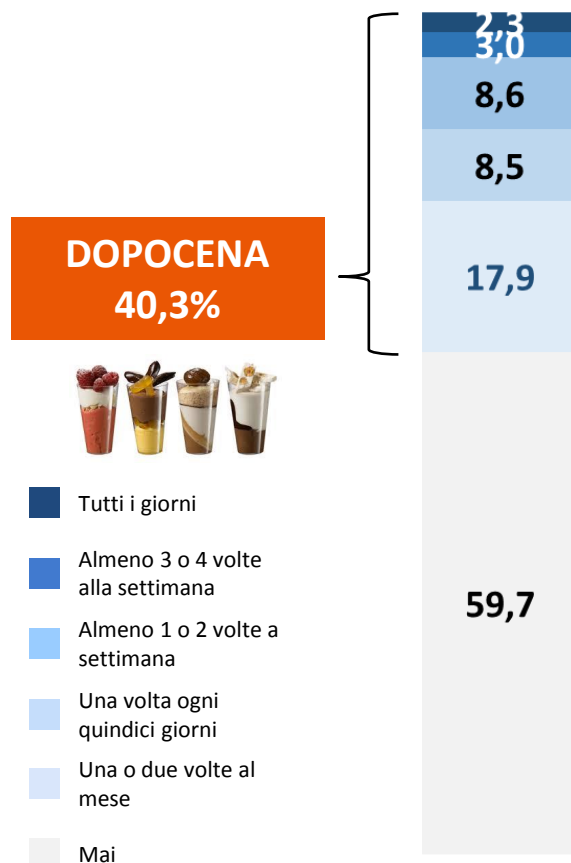 2,3
3,0
8,6
8,5
17,9
DOPOCENA
40,3%
59,7
Tutti i giorni
Almeno 3 o 4 volte
alla settimana
Almeno 1 o 2 volte a
settimana
Una volta ogni
quindici giorni
Una o due volte al
mese
Mai